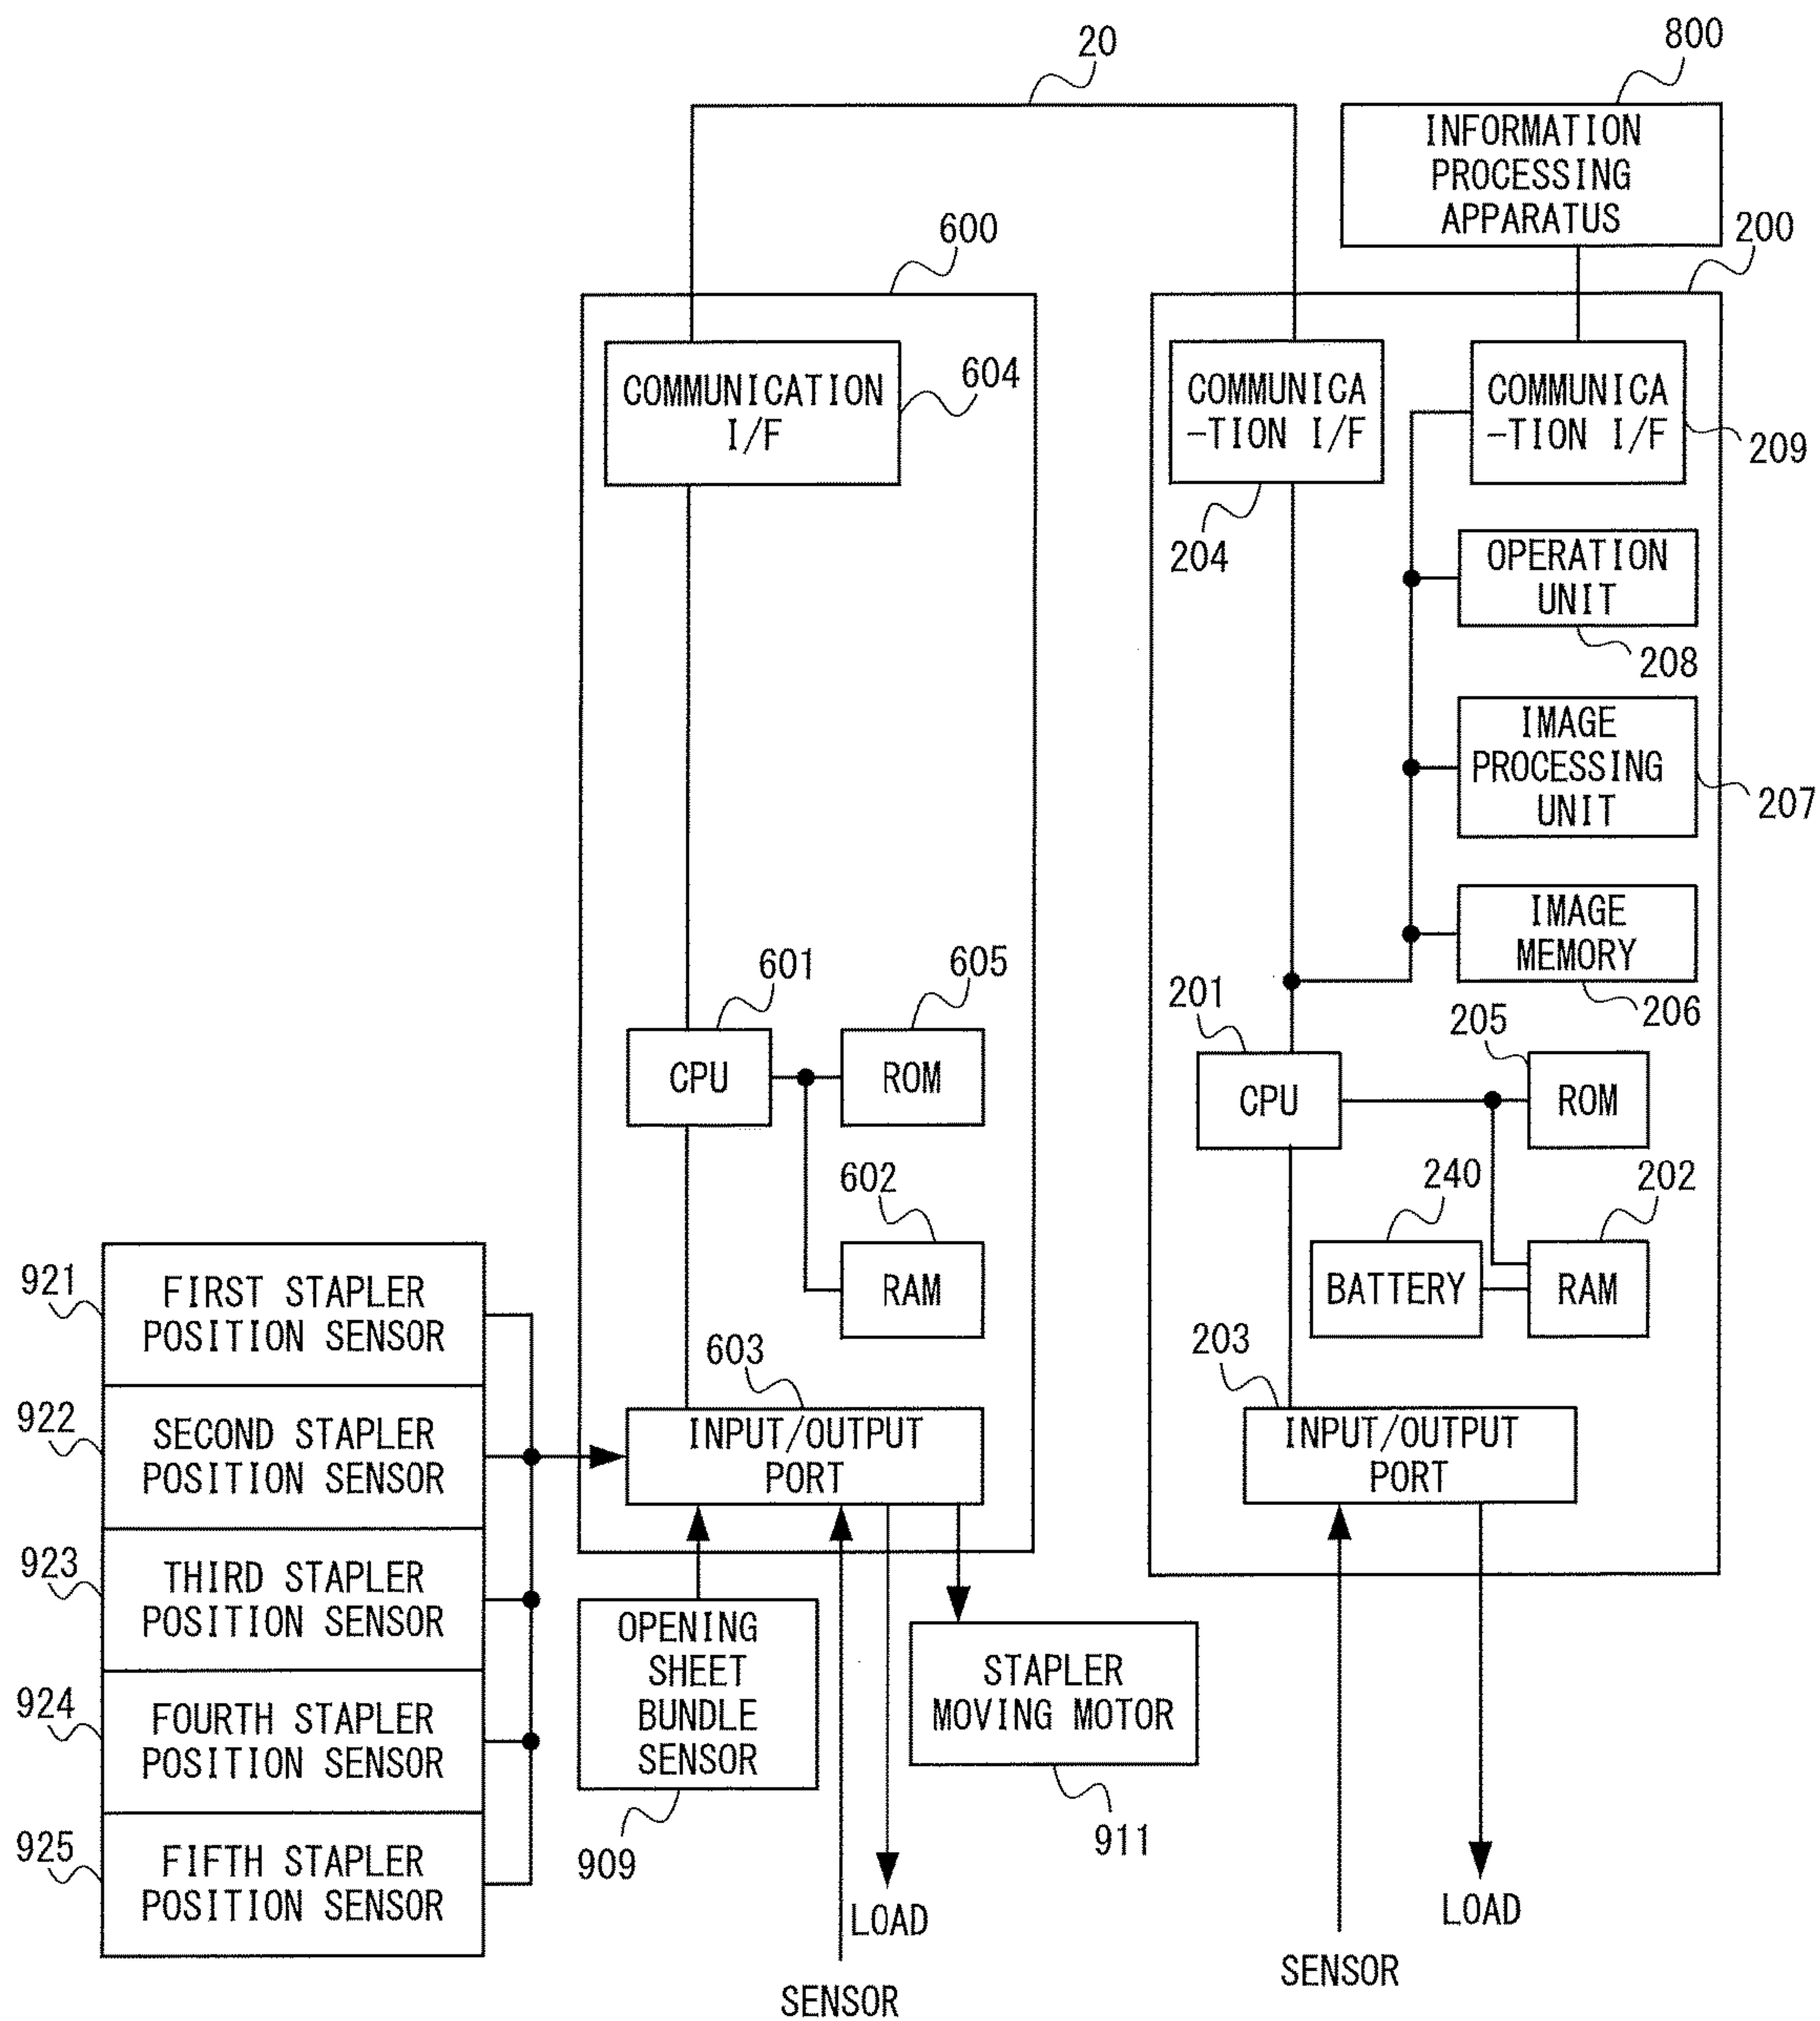 20
800
INFORMATION
PROCESSING
APPARATUS
600
200
COMMUNICATION
I/F
604
COMMUNICA
-TION I/F
204
COMMUNICA
-TION I/F
209
OPERATION
UNIT
208
IMAGE
PROCESSING
UNIT
207
IMAGE
MEMORY
206
601
CPU
605
ROM
602
RAM
201
CPU
205
ROM
240
BATTERY
202
RAM
603
INPUT/OUTPUT
PORT
203
INPUT/OUTPUT
PORT
921
FIRST STAPLER
POSITION SENSOR
922
SECOND STAPLER
POSITION SENSOR
923
THIRD STAPLER
POSITION SENSOR
924
FOURTH STAPLER
POSITION SENSOR
925
FIFTH STAPLER
POSITION SENSOR
OPENING
SHEET
BUNDLE
SENSOR
909
STAPLER
MOVING MOTOR
911
LOAD
SENSOR
LOAD
SENSOR